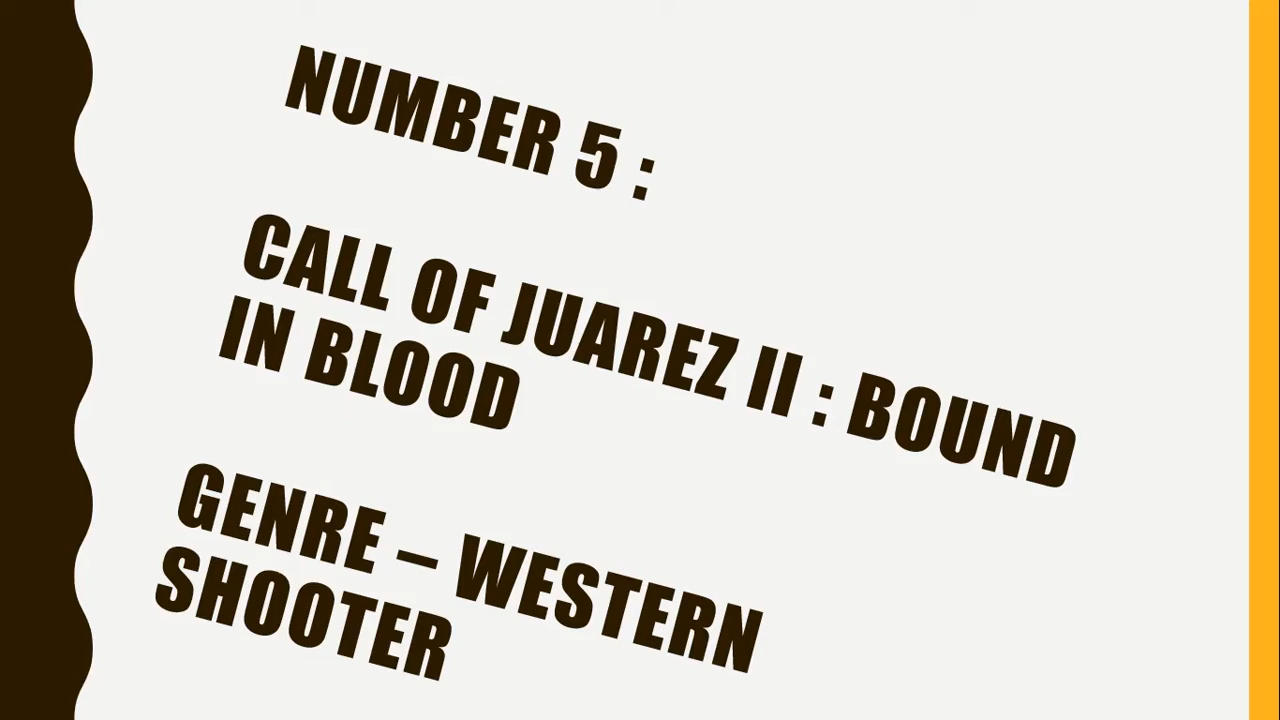 NUMBER 5 :
CALL OF JUAREZ II : BOUND
IN BLOOD
GENRE – WESTERN
SHOOTER